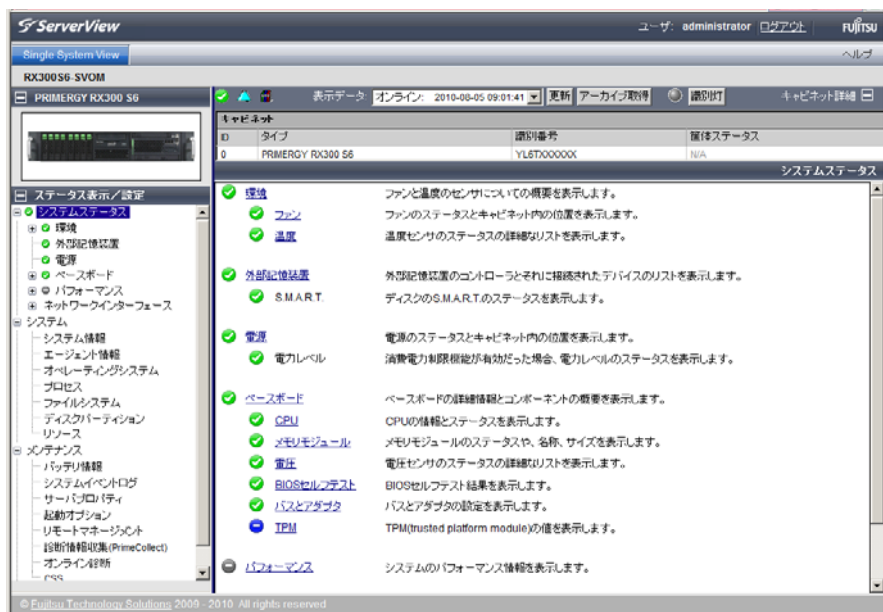 ServerView
ユーザ: administrator ログアウト FUJITSU
Single System View ヘルプ
RX300S6-SVOM
PRIMERGY RX300 S6
表示データ オンライン: 2010-08-05 09:01:41 更新 アーカイブ取得 識別灯 キャビネット詳細
キャビネット
ID タイプ 識別番号 筐体ステータス
0 PRIMERGY RX300 S6 YL6TXXXXXX N/A
システムステータス
ステータス表示/設定
システムステータス
環境
外部記憶装置
電源
ベースボード
パフォーマンス
ネットワークインターフェース
システム
システム情報
エージェント情報
オペレーティングシステム
プロセス
ファイルシステム
ディスクパーティション
リソース
メンテナンス
バッテリ情報
システムイベントログ
サーバプロパティ
起動オプション
リモートマネージメント
診断情報収集(PrimeCollect)
オンライン診断
CSS
環境 ファンと温度のセンサについての概要を表示します。
ファン ファンのステータスとキャビネット内の位置を表示します。
温度 温度センサのステータスの詳細なリストを表示します。
外部記憶装置 外部記憶装置のコントローラとそれに接続されたデバイスのリストを表示します。
S.M.A.R.T. ディスクのS.M.A.R.T.のステータスを表示します。
電源 電源のステータスとキャビネット内の位置を表示します。
電力レベル 消費電力制限機能が有効だった場合、電力レベルのステータスを表示します。
ベースボード ベースボードの詳細情報とコンポーネントの概要を表示します。
CPU CPUの情報とステータスを表示します。
メモリモジュール メモリモジュールのステータスや、名称、サイズを表示します。
電圧 電圧センサのステータスの詳細なリストを表示します。
BIOSセルフテスト BIOSセルフテスト結果を表示します。
バスとアダプタ バスとアダプタの設定を表示します。
TPM TPM(trusted platform module)の値を表示します。
パフォーマンス システムのパフォーマンス情報を表示します。
© Fujitsu Technology Solutions 2009 - 2010 All rights reserved